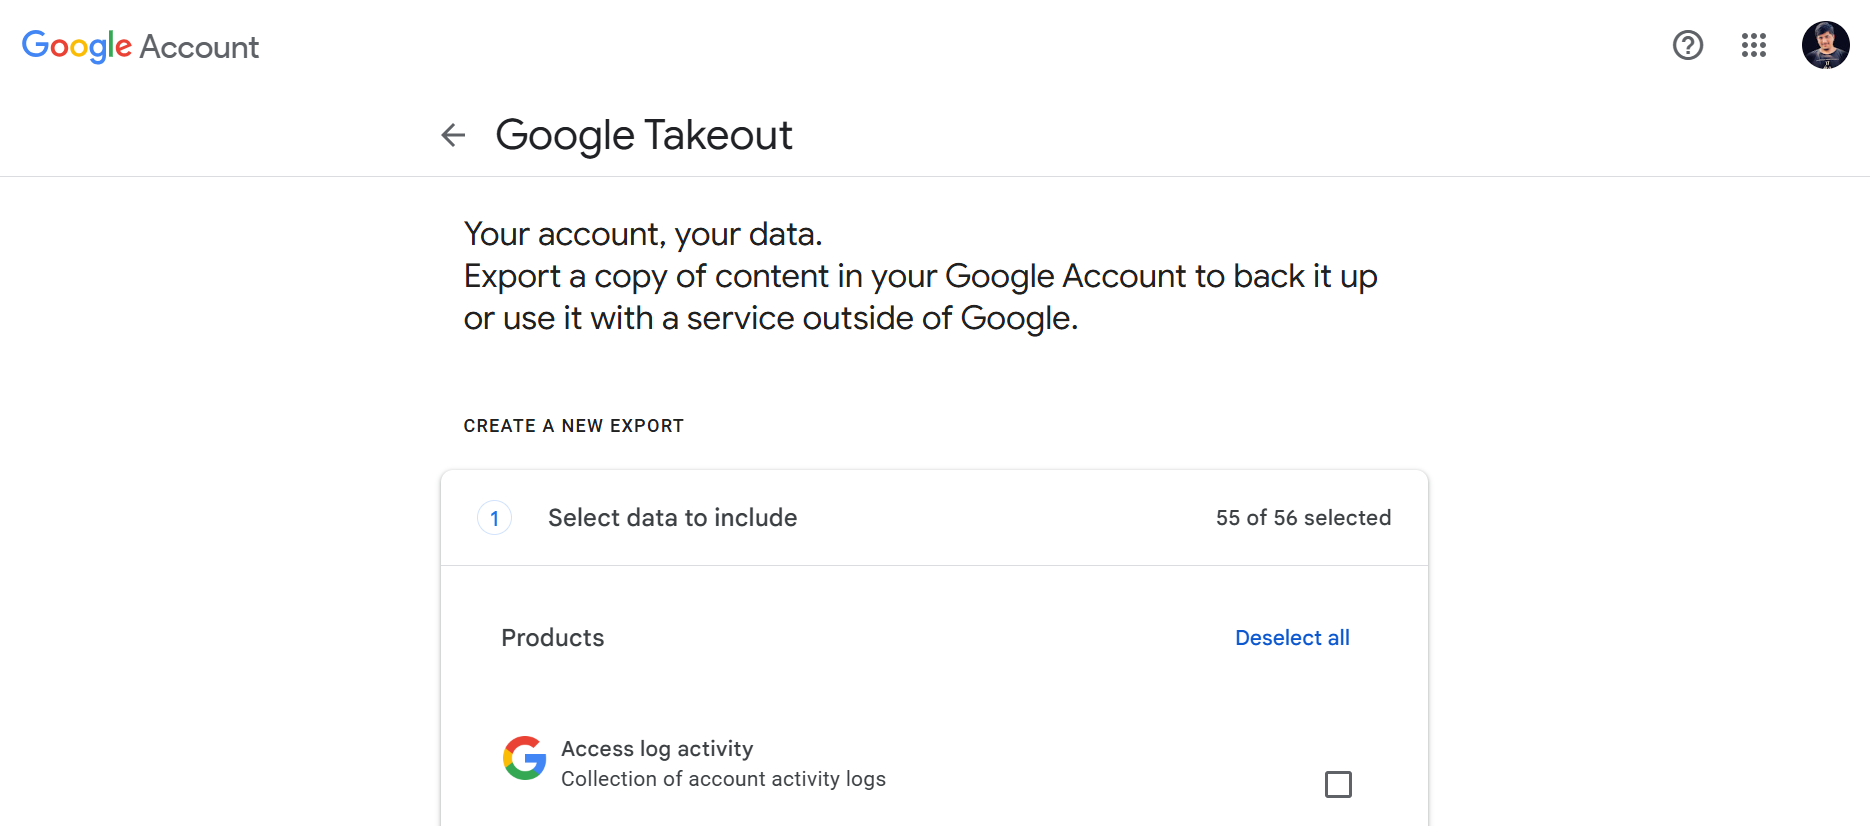 Google Account
Google Takeout
Your account, your data.
Export a copy of content in your Google Account to back it up
or use it with a service outside of Google.
CREATE A NEW EXPORT
1 Select data to include 55 of 56 selected
Products Deselect all
Access log activity
Collection of account activity logs